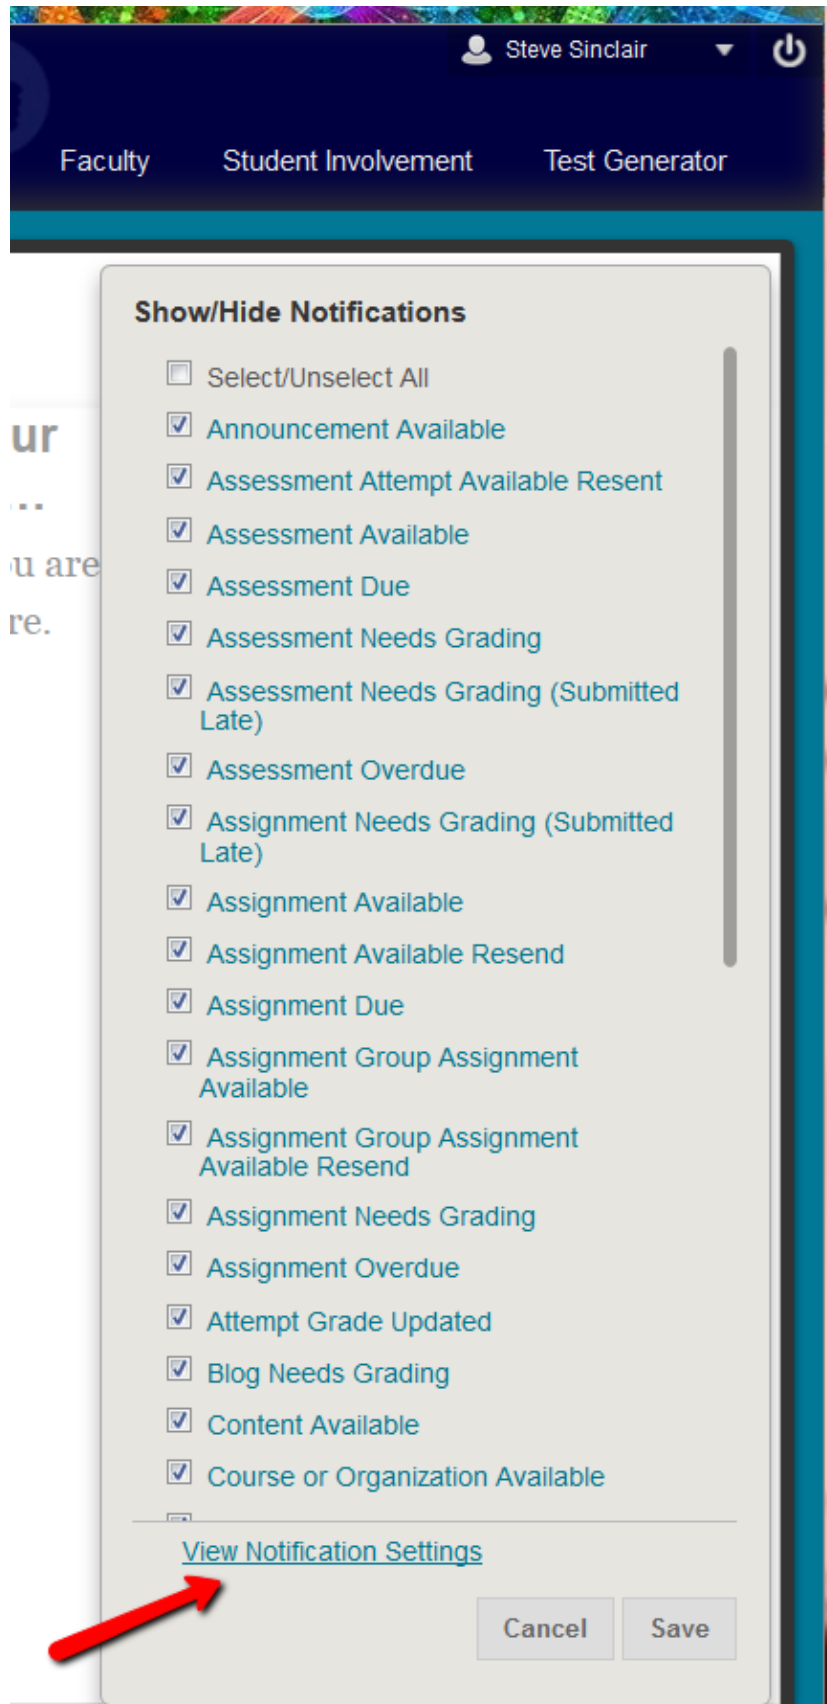 Steve Sinclair
Faculty Student Involvement Test Generator
Show/Hide Notifications
Select/Unselect All
Announcement Available
ur
Assessment Attempt Available Resent
...
Assessment Available
u are
Assessment Due
re.
Assessment Needs Grading
Assessment Needs Grading (Submitted
Late)
Assessment Overdue
Assignment Needs Grading (Submitted
Late)
Assignment Available
Assignment Available Resend
Assignment Due
Assignment Group Assignment
Available
Assignment Group Assignment
Available Resend
Assignment Needs Grading
Assignment Overdue
Attempt Grade Updated
Blog Needs Grading
Content Available
Course or Organization Available
View Notification Settings
Cancel Save